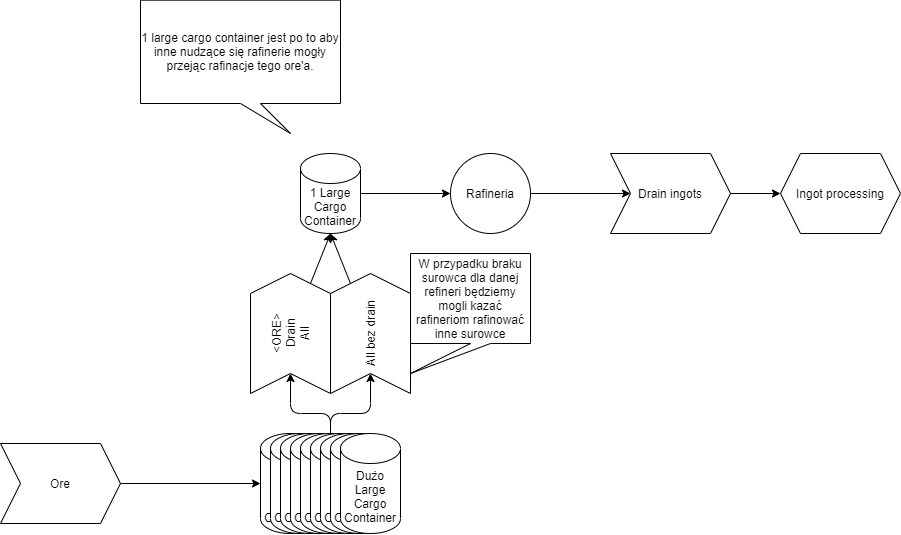 1 large cargo container jest po to aby
inne nudzące się rafinerie mogły
przejąc rafinacje tego ore'a.
1 Large
Cargo
Container
Rafineria
Drain ingots
Ingot processing
W przypadku braku
surowca dla danej
refineri będziemy
mogli kazać
rafineriom rafinować
inne surowce
<ORE>
Drain
All
All bez drain
Ore
Dużo
Large
Cargo
Container